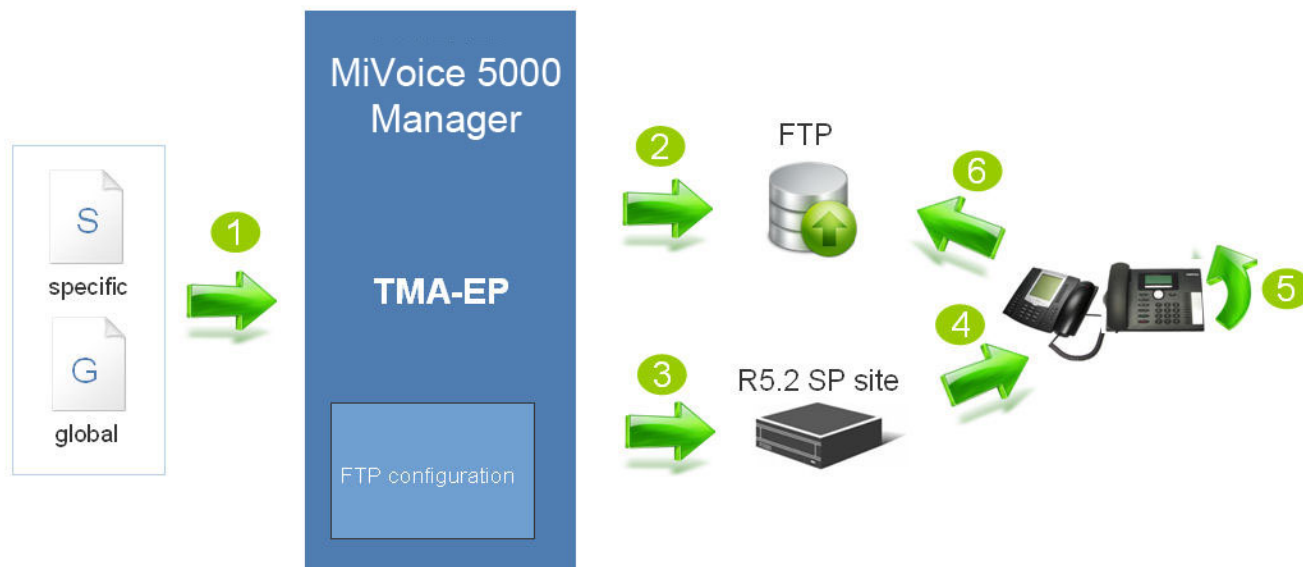 MiVoice 5000
Manager
TMA-EP
FTP configuration
S
specific
G
global
1
2
FTP
3
R5.2 SP site
4
5
6